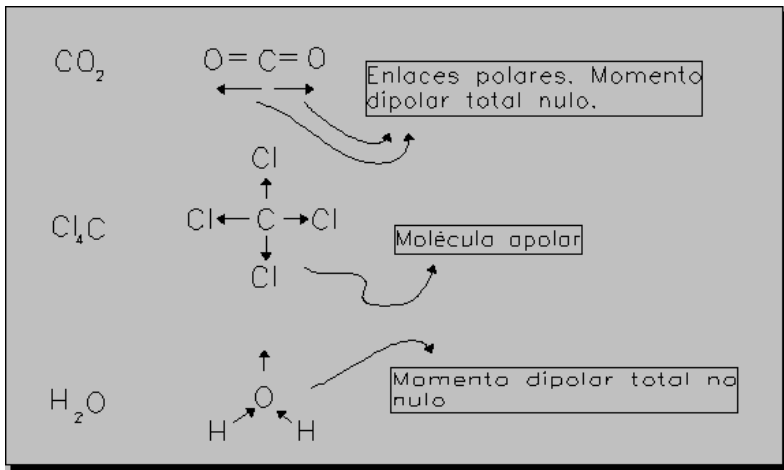 CO₂
O=C=O
Enlaces polares. Momento
dipolar total nulo.
Cl
Cl₄C
Cl C Cl
Molécula apolar
Cl
H₂O
O
H H
Momento dipolar total no
nulo